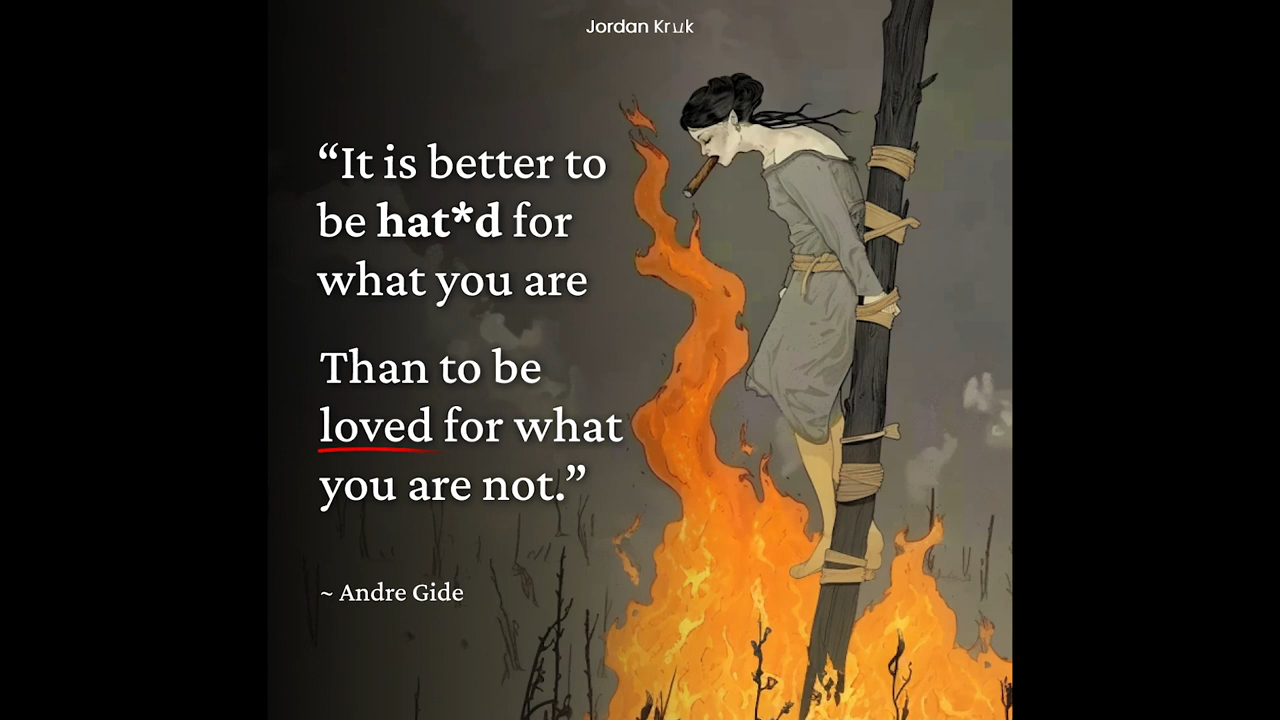 Jordan Kruk
“It is better to
be hat*d for
what you are
Than to be
loved for what
you are not.”
~ Andre Gide